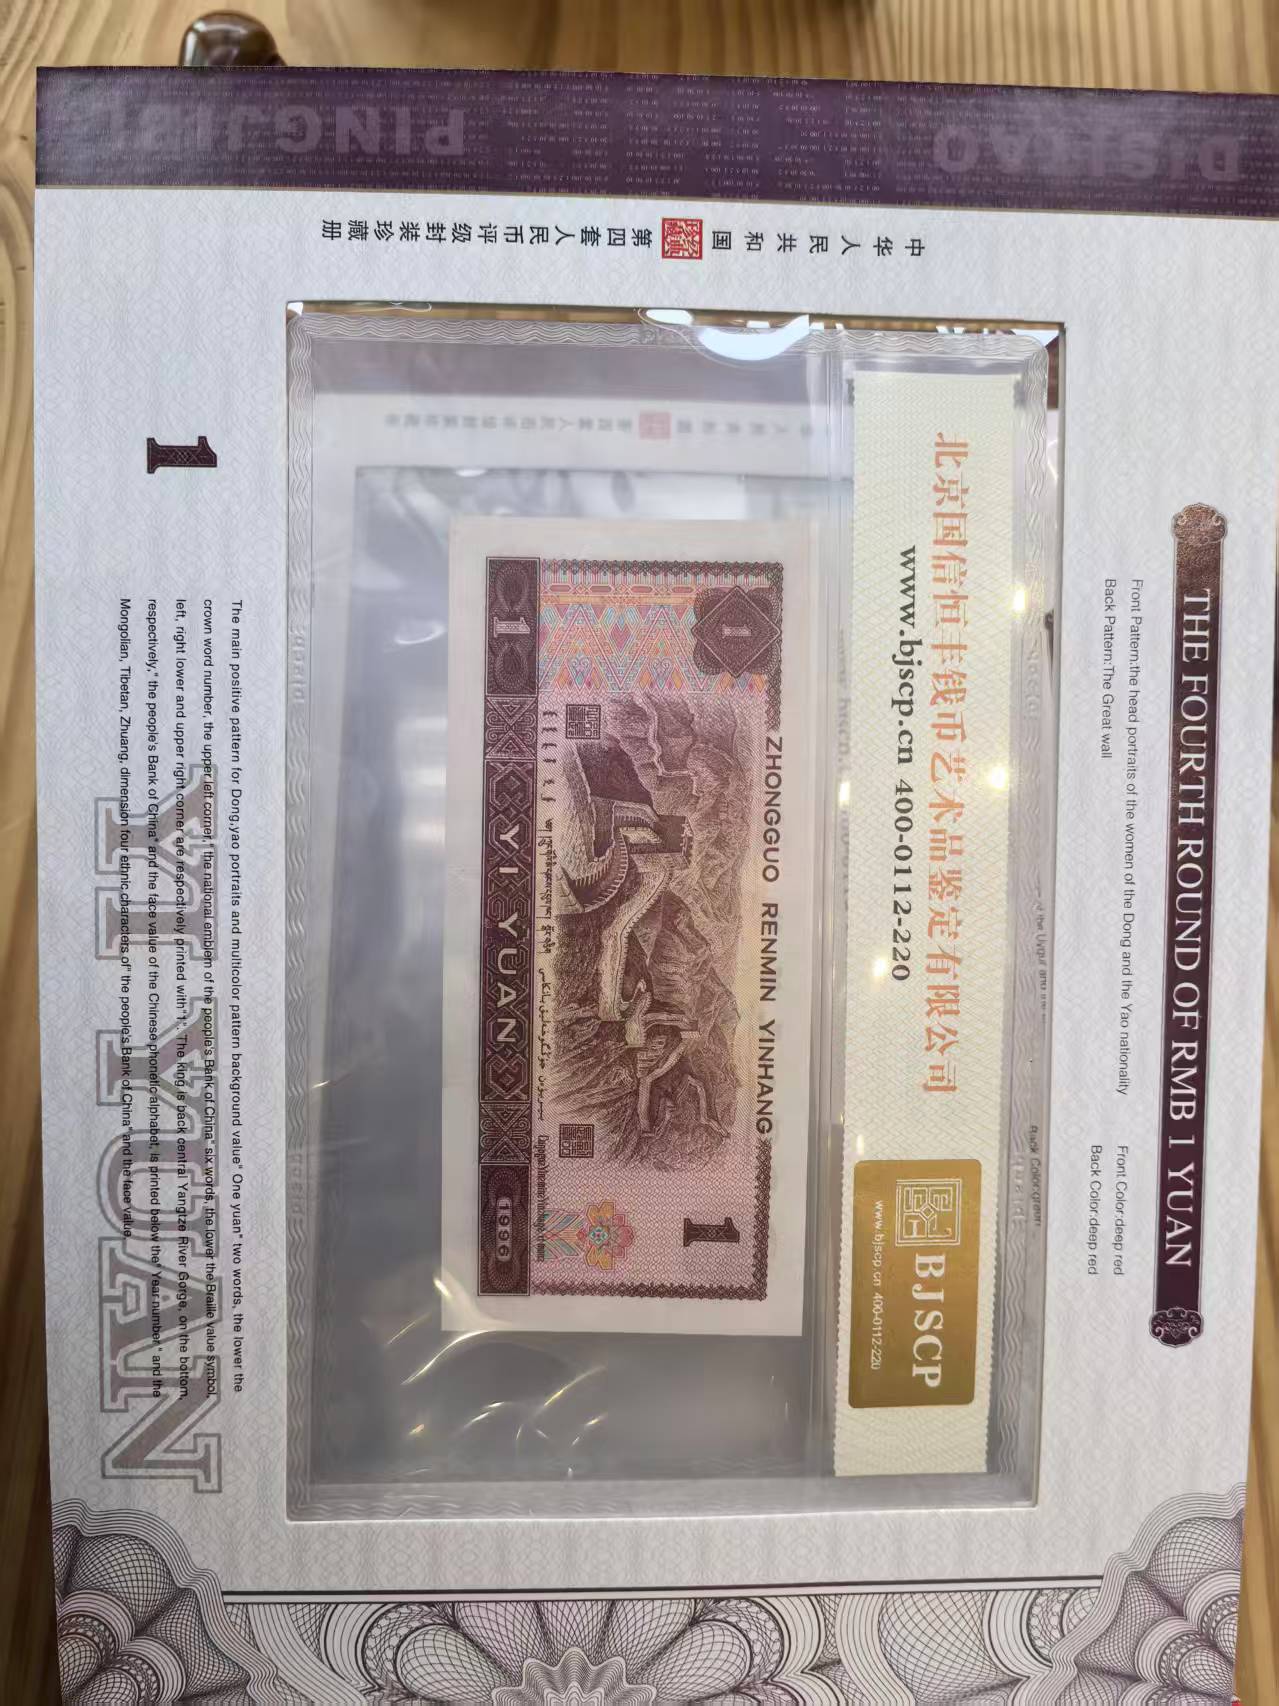 PINGJI
中华人民共和国
第四套人民币评级封装珍藏册
THE FOURTH ROUND OF RMB 1 YUAN
Front Pattern:the head portraits of the women of the Dong and the Yao nationality
Front Color:deep red
Back Pattern:The Great wall
Back Color:deep red
北京国信恒丰钱币艺术品鉴定有限公司
www.bjscp.cn 400-0112-220
BJSCP
www.bjscp.cn 400-0112-220
ZHONGGUO RENMIN YINHANG
1
1
YI YUAN
1996
1
1
The main positive pattern for Dong,yao portraits and multicolor pattern background value" One yuan" two words, the lower the
crown word number, the upper left corner," the national emblem of the people's Bank of China" six words, the lower the Braille value symbol,
left, right lower and upper right corner are respectively printed with"1". The king is back central Yangtze River Gorge, on the bottom,
respectively," the people's Bank of China" and the face value of the Chinese phonetic alphabet, is printed below the" Year number," and the
Mongolian, Tibetan, Zhuang, dimension four ethnic characters of" the people's Bank of China" and the face value.
YI YUAN